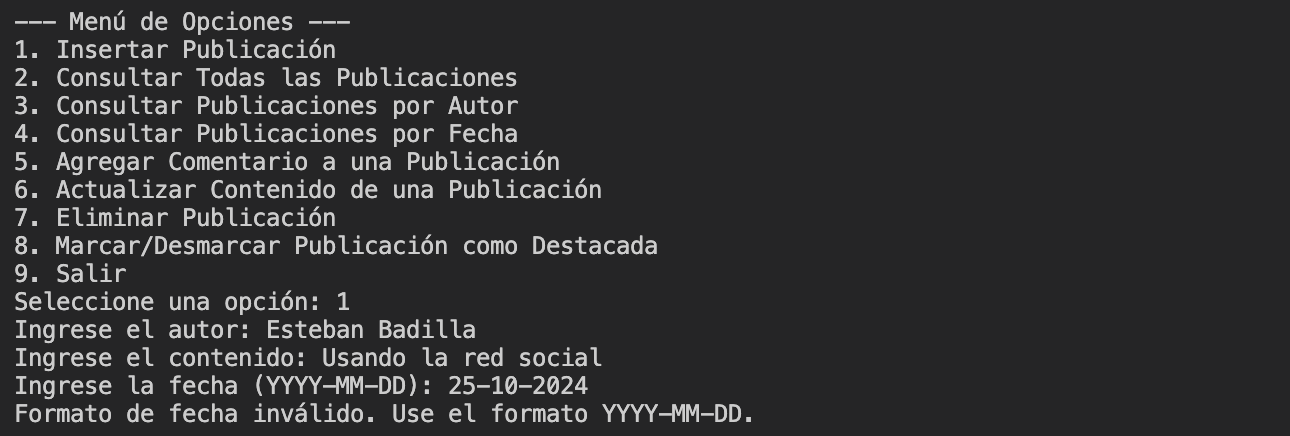 --- Menú de Opciones ---
1. Insertar Publicación
2. Consultar Todas las Publicaciones
3. Consultar Publicaciones por Autor
4. Consultar Publicaciones por Fecha
5. Agregar Comentario a una Publicación
6. Actualizar Contenido de una Publicación
7. Eliminar Publicación
8. Marcar/Desmarcar Publicación como Destacada
9. Salir
Seleccione una opción: 1
Ingrese el autor: Esteban Badilla
Ingrese el contenido: Usando la red social
Ingrese la fecha (YYYY-MM-DD): 25-10-2024
Formato de fecha inválido. Use el formato YYYY-MM-DD.